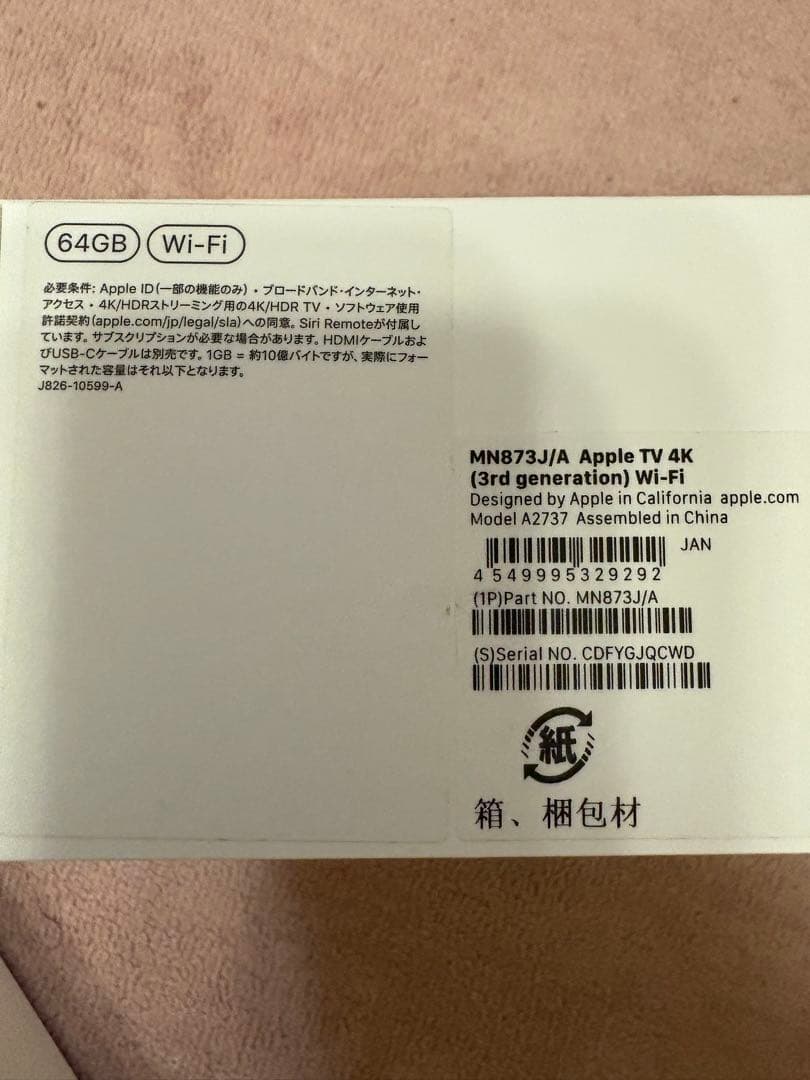 64GB Wi-Fi
必要条件: Apple ID(一部の機能のみ)・ブロードバンド・インターネット・
アクセス・4K/HDRストリーミング用の4K/HDR TV・ソフトウェア使用
許諾契約(apple.com/jp/legal/sla)への同意。Siri Remoteが付属し
ています。サブスクリプションが必要な場合があります。HDMIケーブルおよ
びUSB-Cケーブルは別売です。1GB = 約10億バイトですが、実際にフォー
マットされた容量はそれ以下となります。
J826-10599-A
MN873J/A Apple TV 4K
(3rd generation) Wi-Fi
Designed by Apple in California apple.com
Model A2737 Assembled in China
JAN
4 549995329292
(1P)Part NO. MN873J/A
(S)Serial NO. CDFYGJQCWD
紙
箱、梱包材